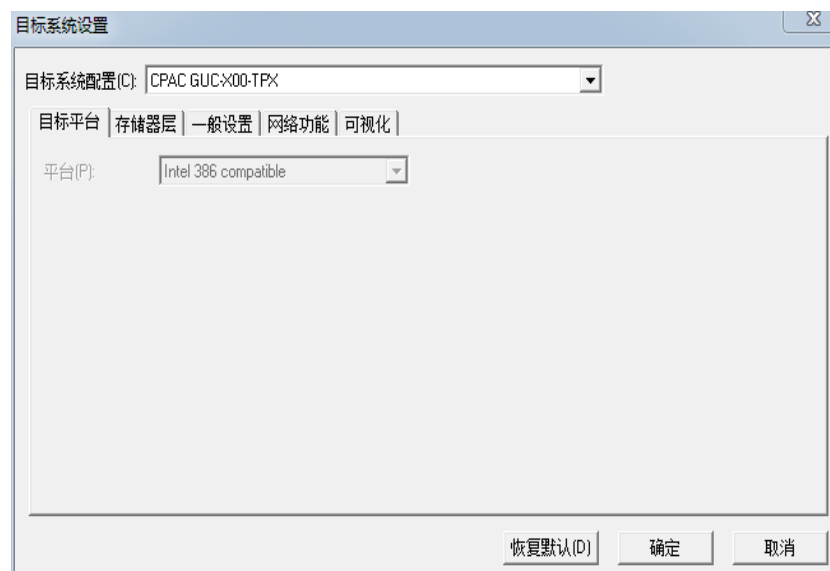 目标系统设置
目标系统配置(C): CPAC GUC-X00-TPX
目标平台 存储器层 一般设置 网络功能 可视化
平台(P): Intel 386 compatible
恢复默认(D) 确定 取消